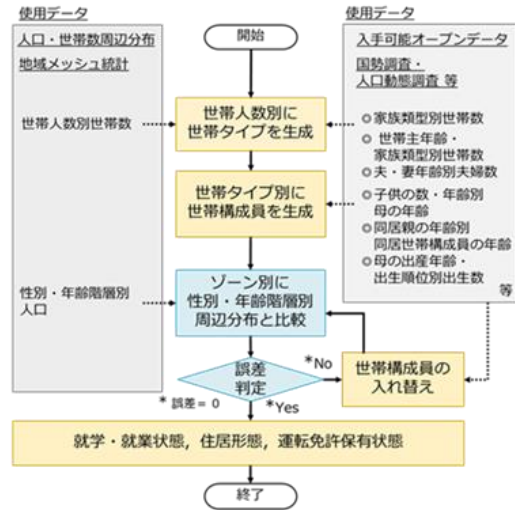 使用データ
人口・世帯数周辺分布
地域メッシュ統計
世帯人数別世帯数
性別・年齢階層別
人口
開始
世帯人数別に
世帯タイプを生成
世帯タイプ別に
世帯構成員を生成
ゾーン別に
性別・年齢階層別
周辺分布と比較
誤差
判定
*No
* 誤差= 0
*Yes
世帯構成員の
入れ替え
就学・就業状態, 住居形態, 運転免許保有状態
終了
使用データ
入手可能オープンデータ
国勢調査・
人口動態調査 等
◎家族類型別世帯数
◎ 世帯主年齢・
家族類型別世帯数
◎夫・妻年齢別夫婦数
◎子供の数・年齢別
母の年齢
◎同居親の年齢別
同居世帯構成員の年齢
◎母の出産年齢・
出生順位別出生数
等